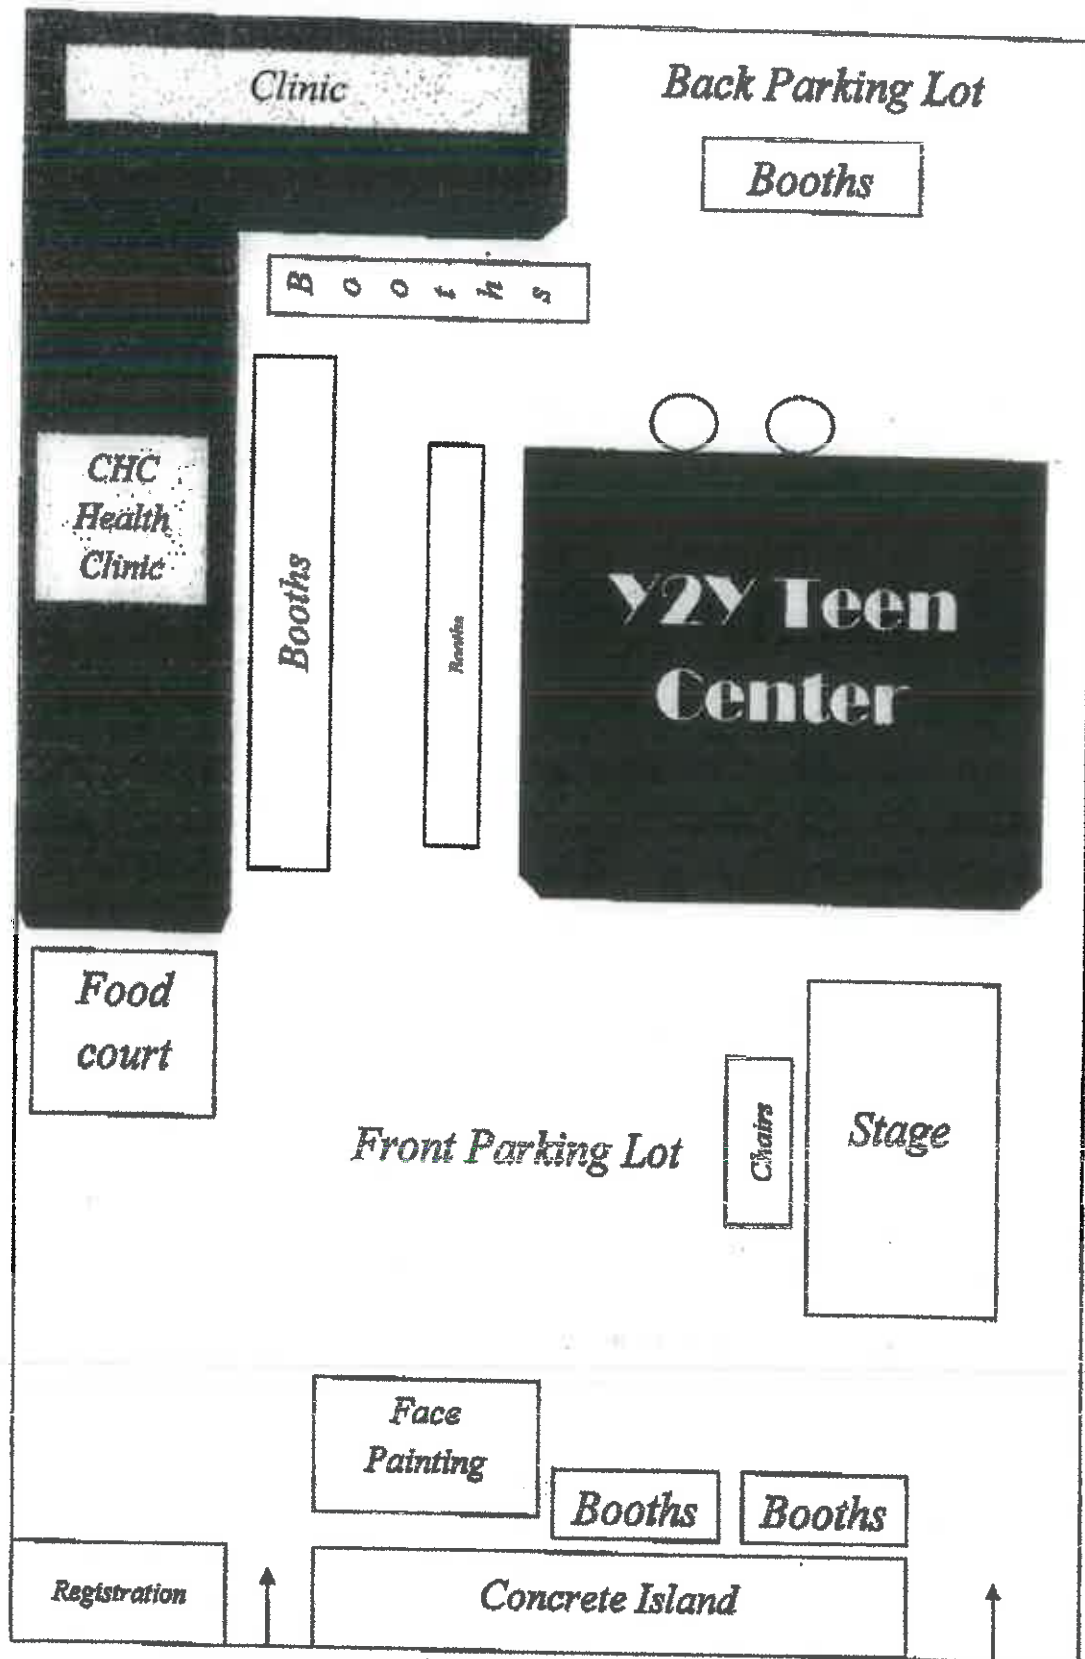 Clinic
Back Parking Lot
Booths
Booths
CHC
Health
Clinic
Booths
Booths
Y2Y Teen
Center
Food
court
Front Parking Lot
Chairs
Stage
Face
Painting
Booths
Booths
Registration
Concrete Island